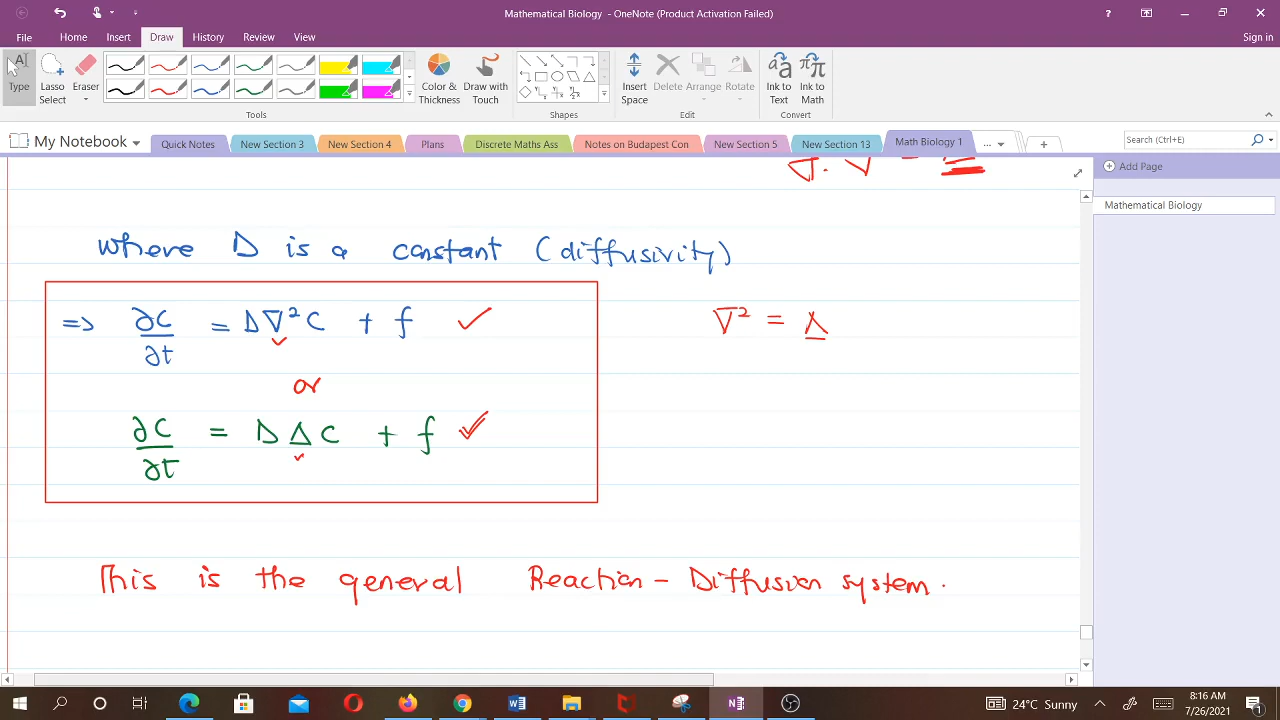 Mathematical Biology - OneNote (Product Activation Failed)
File Insert Draw History Review View Sign in
Type Lasso Select Eraser Color & Thickness Draw with Touch Insert Space Delete Arrange Rotate Ink to Text Ink to Math
Tools Shapes Edit Convert
My Notebook Quick Notes New Section 3 New Section 4 Plans Discrete Maths Ass Notes on Budapest Con New Section 5 New Section 13 Math Biology 1 ... Search (Ctrl+E)
Add Page
Mathematical Biology
where D is a constant (diffusivity)
=> ∂C/∂t = D∇²C + f ✓ ∇² = Δ
or
∂C/∂t = D Δ C + f ✓
This is the general Reaction - Diffusion system.
24°C Sunny 8:16 AM
7/26/2021